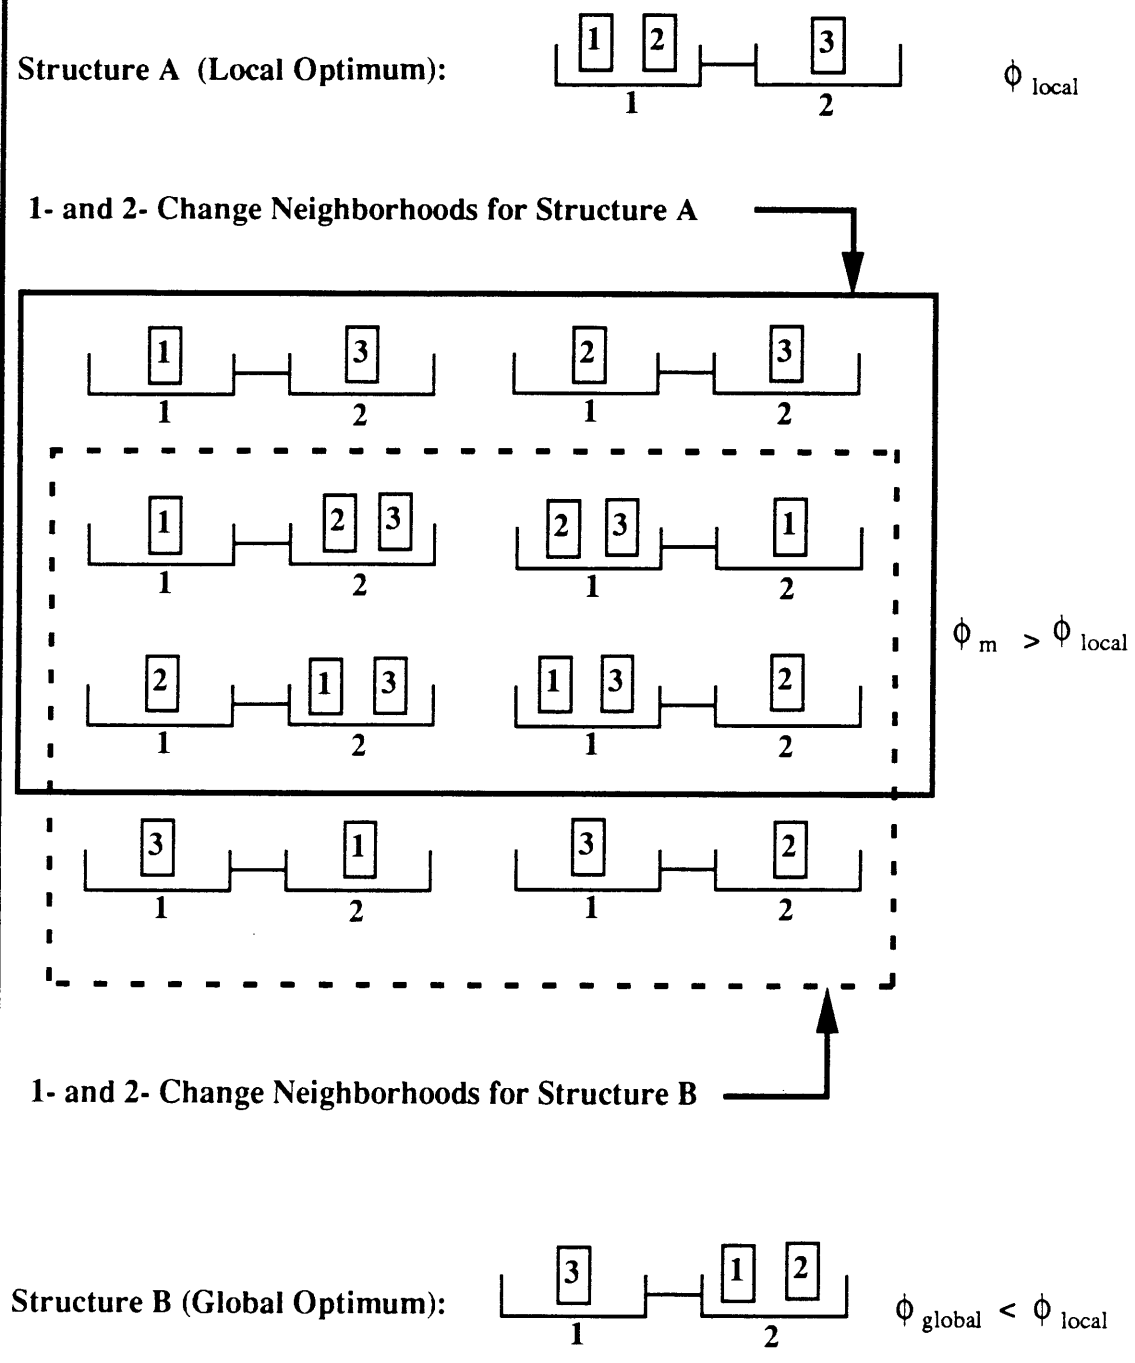 Structure A (Local Optimum): 1 2 3 ϕ local
1 2
1- and 2- Change Neighborhoods for Structure A
1 3 2 3
1 2 1 2
1 2 3 2 3 1
1 2 1 2
ϕ m > ϕ local
2 1 3 1 3 2
1 2 1 2
3 1 3 2
1 2 1 2
1- and 2- Change Neighborhoods for Structure B
Structure B (Global Optimum): 3 1 2 ϕ global < ϕ local
1 2